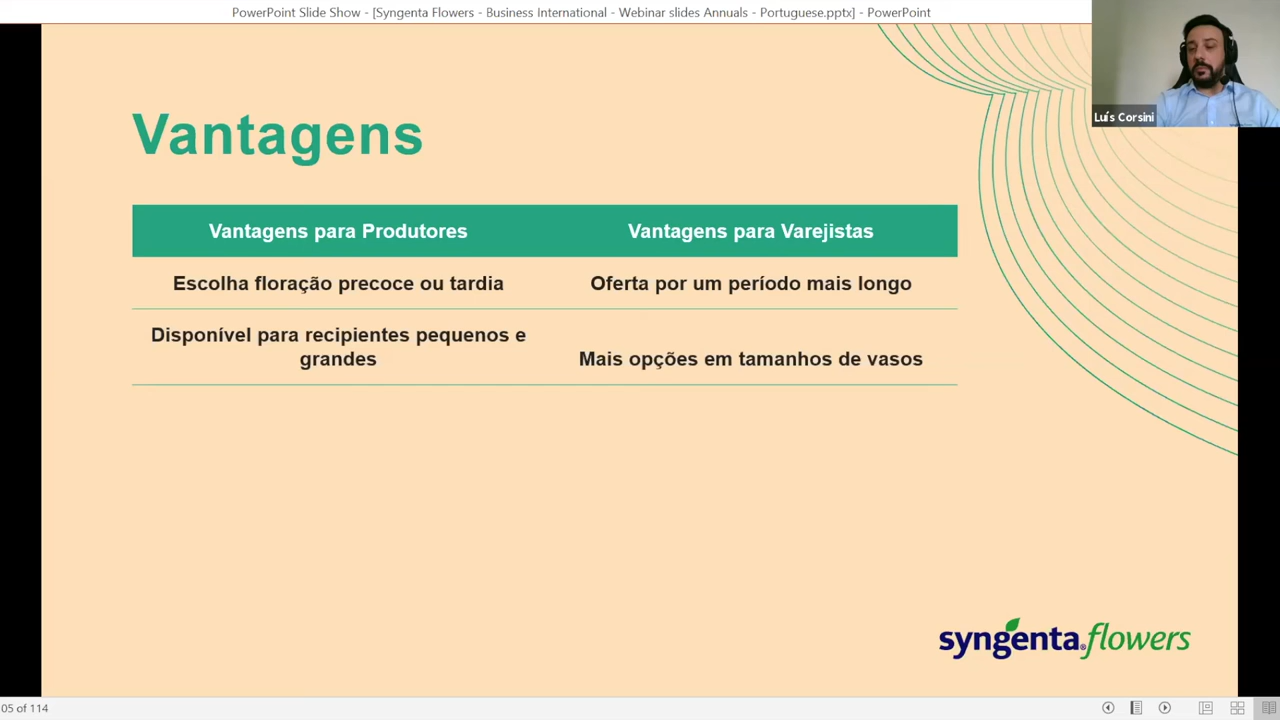 PowerPoint Slide Show - [Syngenta Flowers - Business International - Webinar slides Annuals - Portuguese.pptx] - PowerPoint
Luís Corsini
Vantagens
Vantagens para Produtores
Vantagens para Varejistas
Escolha floração precoce ou tardia
Oferta por um período mais longo
Disponível para recipientes pequenos e
grandes
Mais opções em tamanhos de vasos
syngenta® flowers
05 of 114